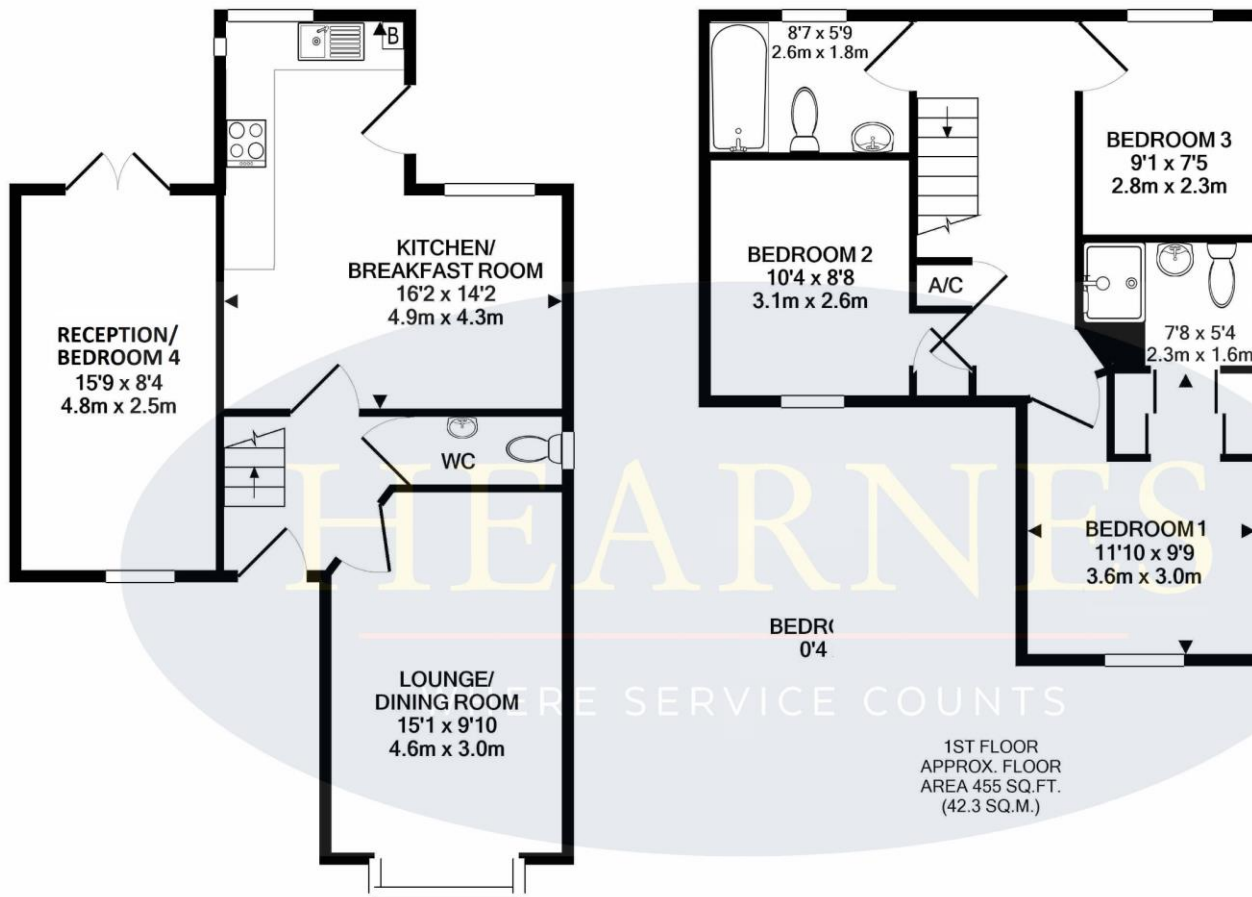 B
KITCHEN/
BREAKFAST ROOM
16'2 x 14'2
4.9m x 4.3m
RECEPTION/
BEDROOM 4
15'9 x 8'4
4.8m x 2.5m
WC
LOUNGE/
DINING ROOM
15'1 x 9'10
4.6m x 3.0m
8'7 x 5'9
2.6m x 1.8m
BEDROOM 3
9'1 x 7'5
2.8m x 2.3m
BEDROOM 2
10'4 x 8'8
3.1m x 2.6m
A/C
7'8 x 5'4
2.3m x 1.6m
BEDROOM 1
11'10 x 9'9
3.6m x 3.0m
BEDR
0'4
1ST FLOOR
APPROX. FLOOR
AREA 455 SQ.FT.
(42.3 SQ.M.)
HEARNES
WHERE SERVICE COUNTS